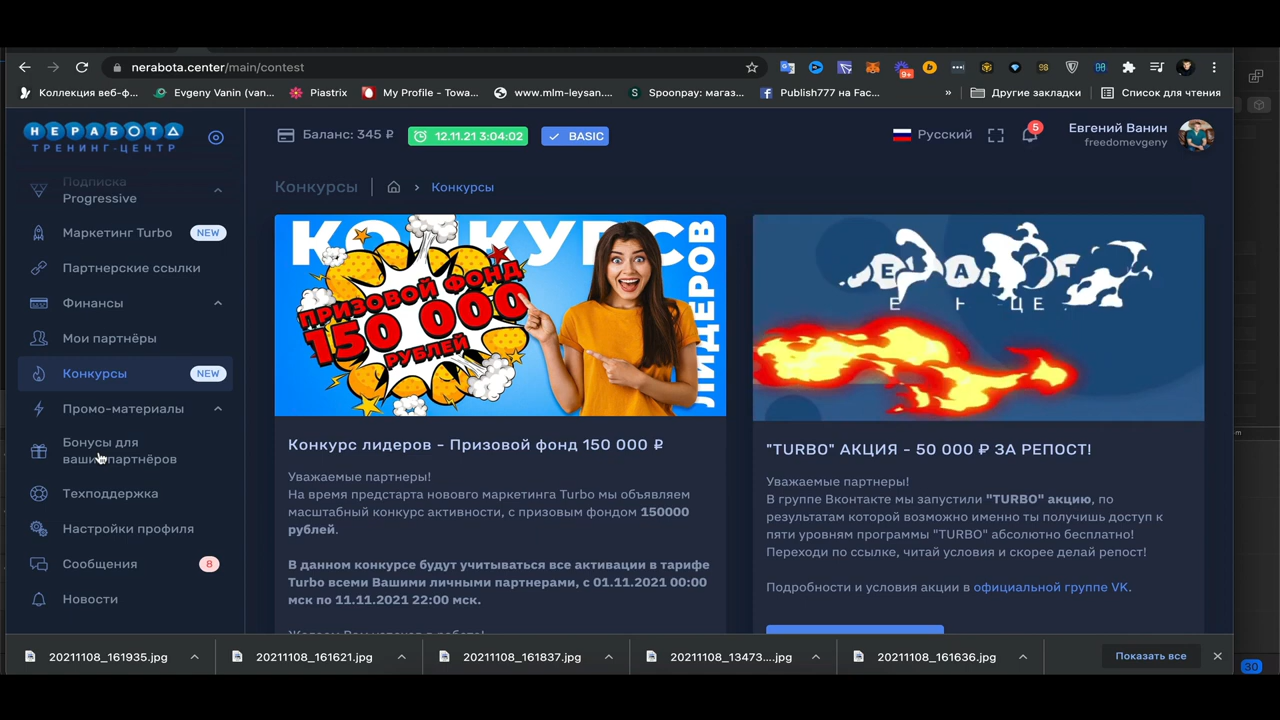 nerabota.center/main/contest
9+
Коллекция веб-ф...
Evgeny Vanin (van...
Piastrix
My Profile - Towa...
www.mlm-leysan....
Spoonpay: магаз...
Publish777 на Fac...
»
Другие закладки
Список для чтения
НЕРАБОТА
ТРЕНИНГ-ЦЕНТР
Баланс: 345 ₽
12.11.21 3:04:02
BASIC
Русский
5
Евгений Ванин
freedomevgeny
Подписка
Progressive
Маркетинг Turbo
NEW
Партнерские ссылки
Финансы
Мои партнёры
Конкурсы
NEW
Промо-материалы
Бонусы для
ваших партнёров
Техподдержка
Настройки профиля
Сообщения
8
Новости
Конкурсы
Конкурсы
КОНКУРС
ЛИДЕРОВ
ПРИЗОВОЙ ФОНД
150 000
РУБЛЕЙ
Конкурс лидеров - Призовой фонд 150 000 ₽
Уважаемые партнеры!
На время предстарта нового маркетинга Turbo мы объявляем
масштабный конкурс активности, с призовым фондом 150000
рублей.
В данном конкурсе будут учитываться все активации в тарифе
Turbo всеми Вашими личными партнерами, с 01.11.2021 00:00
мск по 11.11.2021 22:00 мск.
"TURBO" АКЦИЯ - 50 000 ₽ ЗА РЕПОСТ!
Уважаемые партнеры!
В группе Вконтакте мы запустили "TURBO" акцию, по
результатам которой возможно именно ты получишь доступ к
пяти уровням программы "TURBO" абсолютно бесплатно!
Переходи по ссылке, читай условия и скорее делай репост!
Подробности и условия акции в официальной группе VK.
20211108_161935.jpg
20211108_161621.jpg
20211108_161837.jpg
20211108_13473....jpg
20211108_161636.jpg
Показать все
30